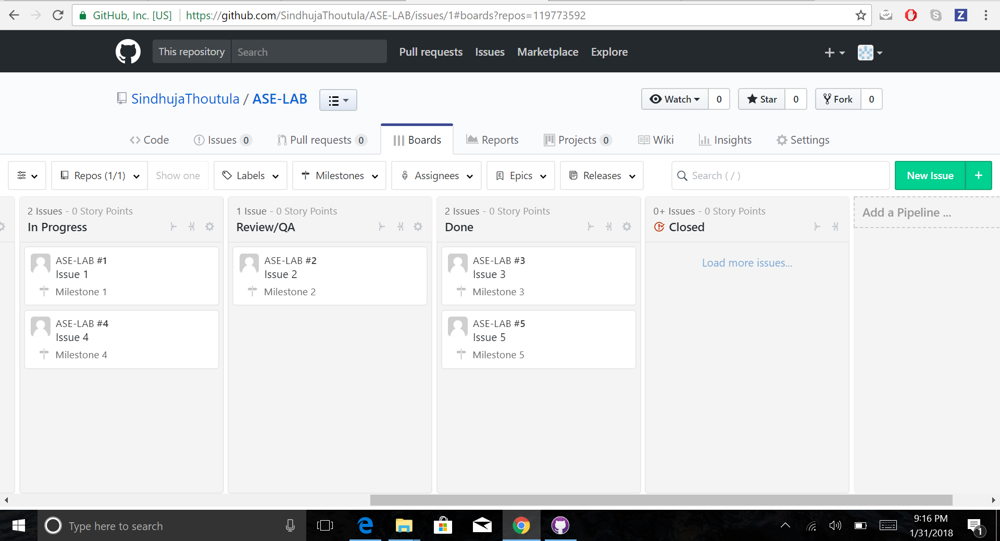 GitHub, Inc. [US] https://github.com/SindhujaThoutula/ASE-LAB/issues/1#boards?repos=119773592
S Z
This repository Search Pull requests Issues Marketplace Explore
SindhujaThoutula / ASE-LAB Watch 0 Star 0 Fork 0
Code Issues 0 Pull requests 0 Boards Reports Projects 0 Wiki Insights Settings
Repos (1/1) Show one Labels Milestones Assignees Epics Releases Search ( / ) New Issue +
2 Issues - 0 Story Points
In Progress
ASE-LAB #1
Issue 1
Milestone 1
ASE-LAB #4
Issue 4
Milestone 4
1 Issue - 0 Story Points
Review/QA
ASE-LAB #2
Issue 2
Milestone 2
2 Issues - 0 Story Points
Done
ASE-LAB #3
Issue 3
Milestone 3
ASE-LAB #5
Issue 5
Milestone 5
0+ Issues - 0 Story Points
Closed
Load more issues...
Add a Pipeline ...
Type here to search
9:16 PM
1/31/2018
1